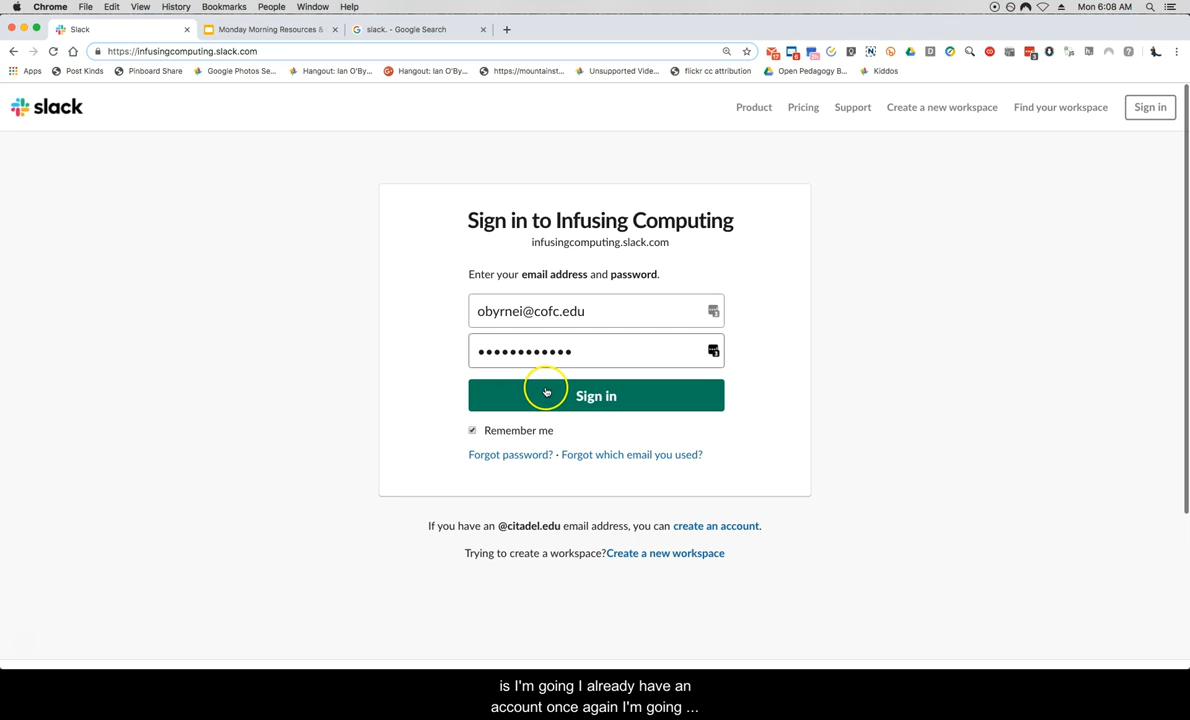 Chrome File Edit View History Bookmarks People Window Help Mon 6:08 AM
Slack Monday Morning Resources & slack. - Google Search
https://infusingcomputing.slack.com
Apps Post Kinds Pinboard Share Google Photos Se... Hangout: Ian O'By... Hangout: Ian O'By... https://mountainst... Unsupported Vide... flickr cc attribution Open Pedagogy B... Kiddos
slack Product Pricing Support Create a new workspace Find your workspace Sign in
Sign in to Infusing Computing
infusingcomputing.slack.com
Enter your email address and password.
obyrnei@cofc.edu
••••••••••••
Sign in
Remember me
Forgot password? · Forgot which email you used?
If you have an @citadel.edu email address, you can create an account.
Trying to create a workspace?Create a new workspace
is I'm going I already have an
account once again I'm going ...